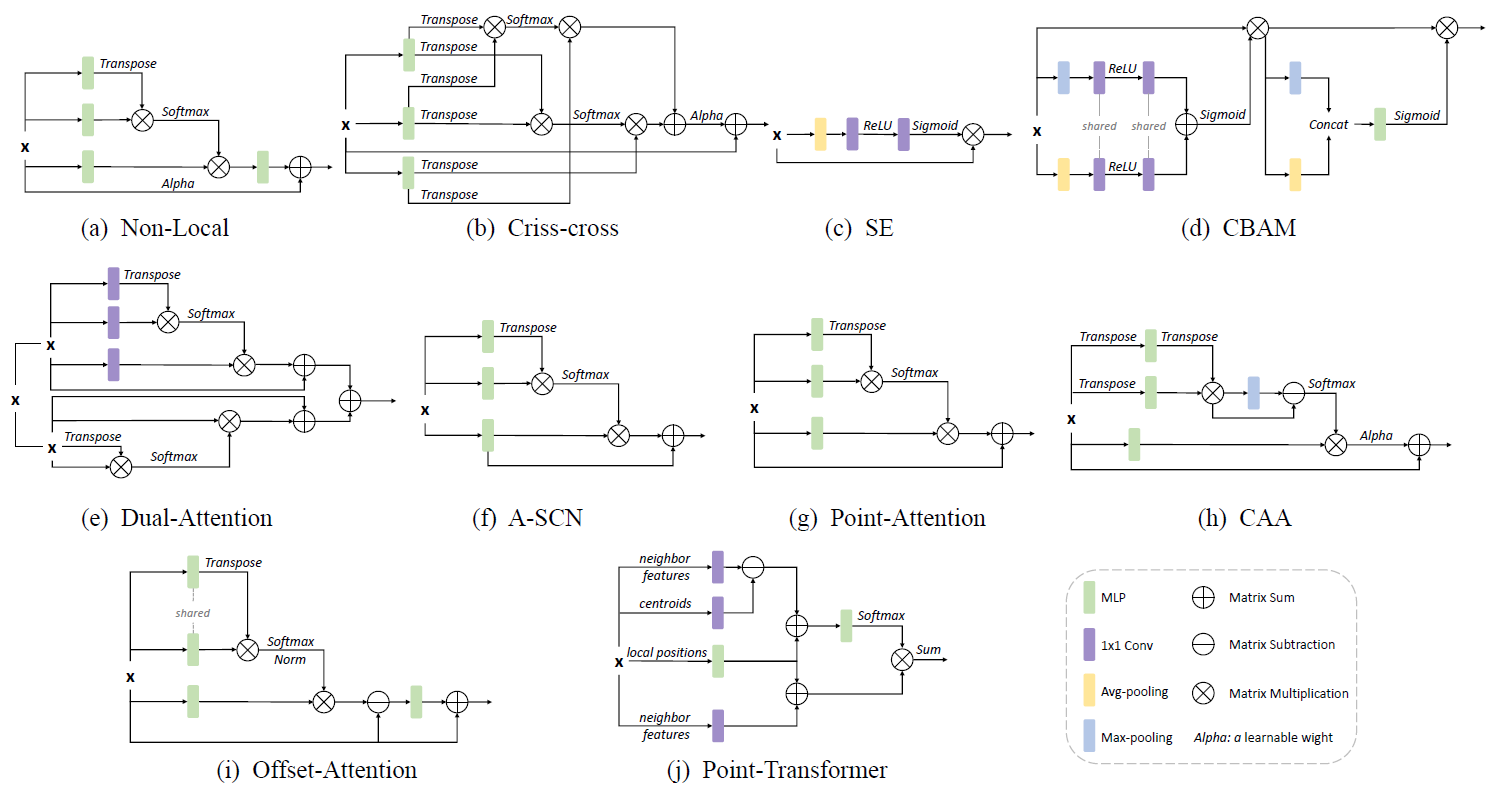 Transpose
Softmax
x
Alpha
(a) Non-Local
Transpose
Softmax
Transpose
Transpose
Transpose
Softmax
Alpha
x
Transpose
Transpose
(b) Criss-cross
x
ReLU
Sigmoid
(c) SE
ReLU
x
shared
shared
Sigmoid
ReLU
Concat
Sigmoid
(d) CBAM
Transpose
Softmax
x
x
x
Transpose
Softmax
(e) Dual-Attention
Transpose
Softmax
x
(f) A-SCN
Transpose
Softmax
x
(g) Point-Attention
Transpose
Transpose
Transpose
Softmax
x
Alpha
(h) CAA
Transpose
shared
Softmax
Norm
x
(i) Offset-Attention
neighbor
features
centroids
Softmax
x
local positions
Sum
neighbor
features
(j) Point-Transformer
MLP
Matrix Sum
1x1 Conv
Matrix Subtraction
Avg-pooling
Matrix Multiplication
Max-pooling
Alpha: a learnable wight